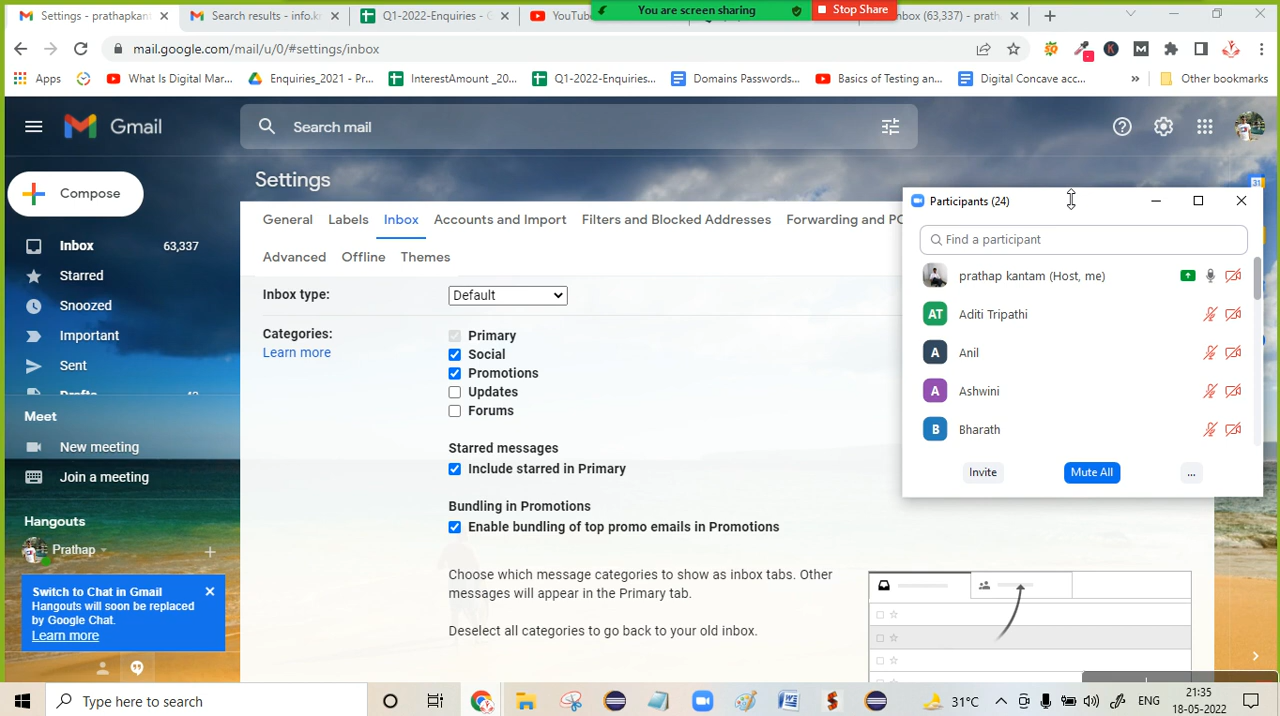 Settings - prathapkant
Search results - info.kn
Q1-2022-Enquiries - G
YouTub
You are screen sharing
Stop Share
nbox (63,337) - prath
mail.google.com/mail/u/0/#settings/inbox
Apps
What Is Digital Mar...
Enquiries_2021 - Pr...
InterestAmount _20...
Q1-2022-Enquiries...
Domains Passwords...
Basics of Testing an...
Digital Concave acc...
»
Other bookmarks
Gmail
Search mail
Compose
Settings
General
Labels
Inbox
Accounts and Import
Filters and Blocked Addresses
Forwarding and PO
Advanced
Offline
Themes
Inbox 63,337
Starred
Snoozed
Important
Sent
Meet
New meeting
Join a meeting
Hangouts
Prathap
Switch to Chat in Gmail
Hangouts will soon be replaced
by Google Chat.
Learn more
Inbox type:
Default
Categories:
Learn more
Primary
Social
Promotions
Updates
Forums
Starred messages
Include starred in Primary
Bundling in Promotions
Enable bundling of top promo emails in Promotions
Choose which message categories to show as inbox tabs. Other
messages will appear in the Primary tab.
Deselect all categories to go back to your old inbox.
31
Participants (24)
Find a participant
prathap kantam (Host, me)
AT Aditi Tripathi
A Anil
A Ashwini
B Bharath
Invite
Mute All
...
Type here to search
31°C
ENG
21:35
18-05-2022